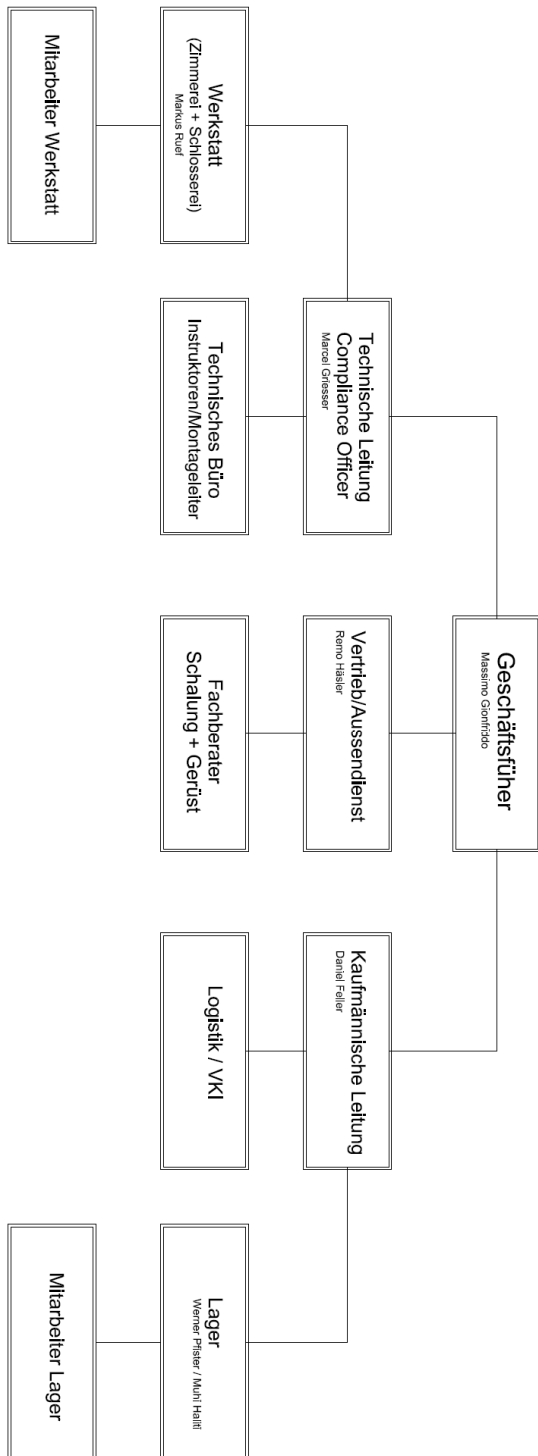 Geschäftsfüher
Massimo Gionfriddo
Technische Leitung
Compliance Officer
Marcel Griesser
Vertrieb/Aussendienst
Remo Häsler
Kaufmännische Leitung
Daniel Feller
Werkstatt
(Zimmerei + Schlosserei)
Markus Ruef
Technisches Büro
Instruktoren/Montageleiter
Fachberater
Schalung + Gerüst
Logistik / VKI
Lager
Werner Pfister / Muhi Haliti
Mitarbeiter Werkstatt
Mitarbeiter Lager